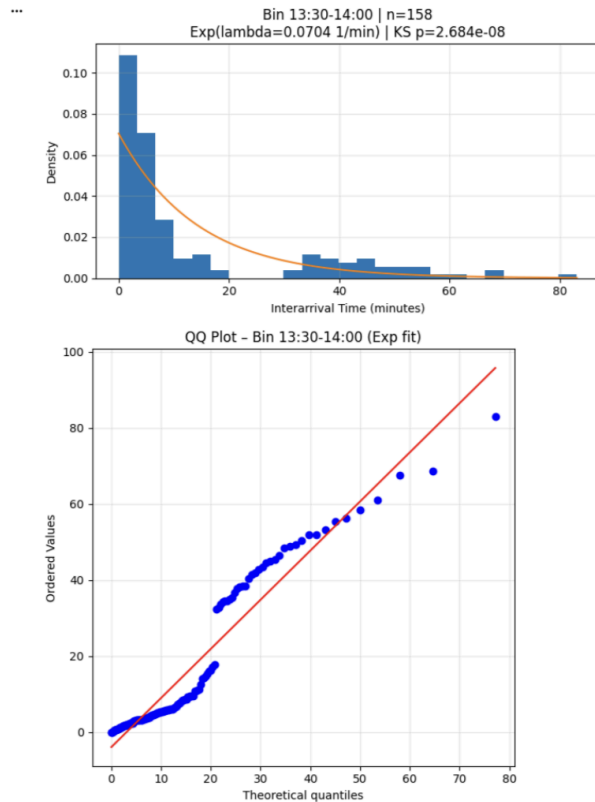 ...
Bin 13:30-14:00 | n=158
Exp(lambda=0.0704 1/min) | KS p=2.684e-08
Density
0.10
0.08
0.06
0.04
0.02
0.00
0 20 40 60 80
Interarrival Time (minutes)
QQ Plot – Bin 13:30-14:00 (Exp fit)
Ordered Values
100
80
60
40
20
0
0 10 20 30 40 50 60 70 80
Theoretical quantiles